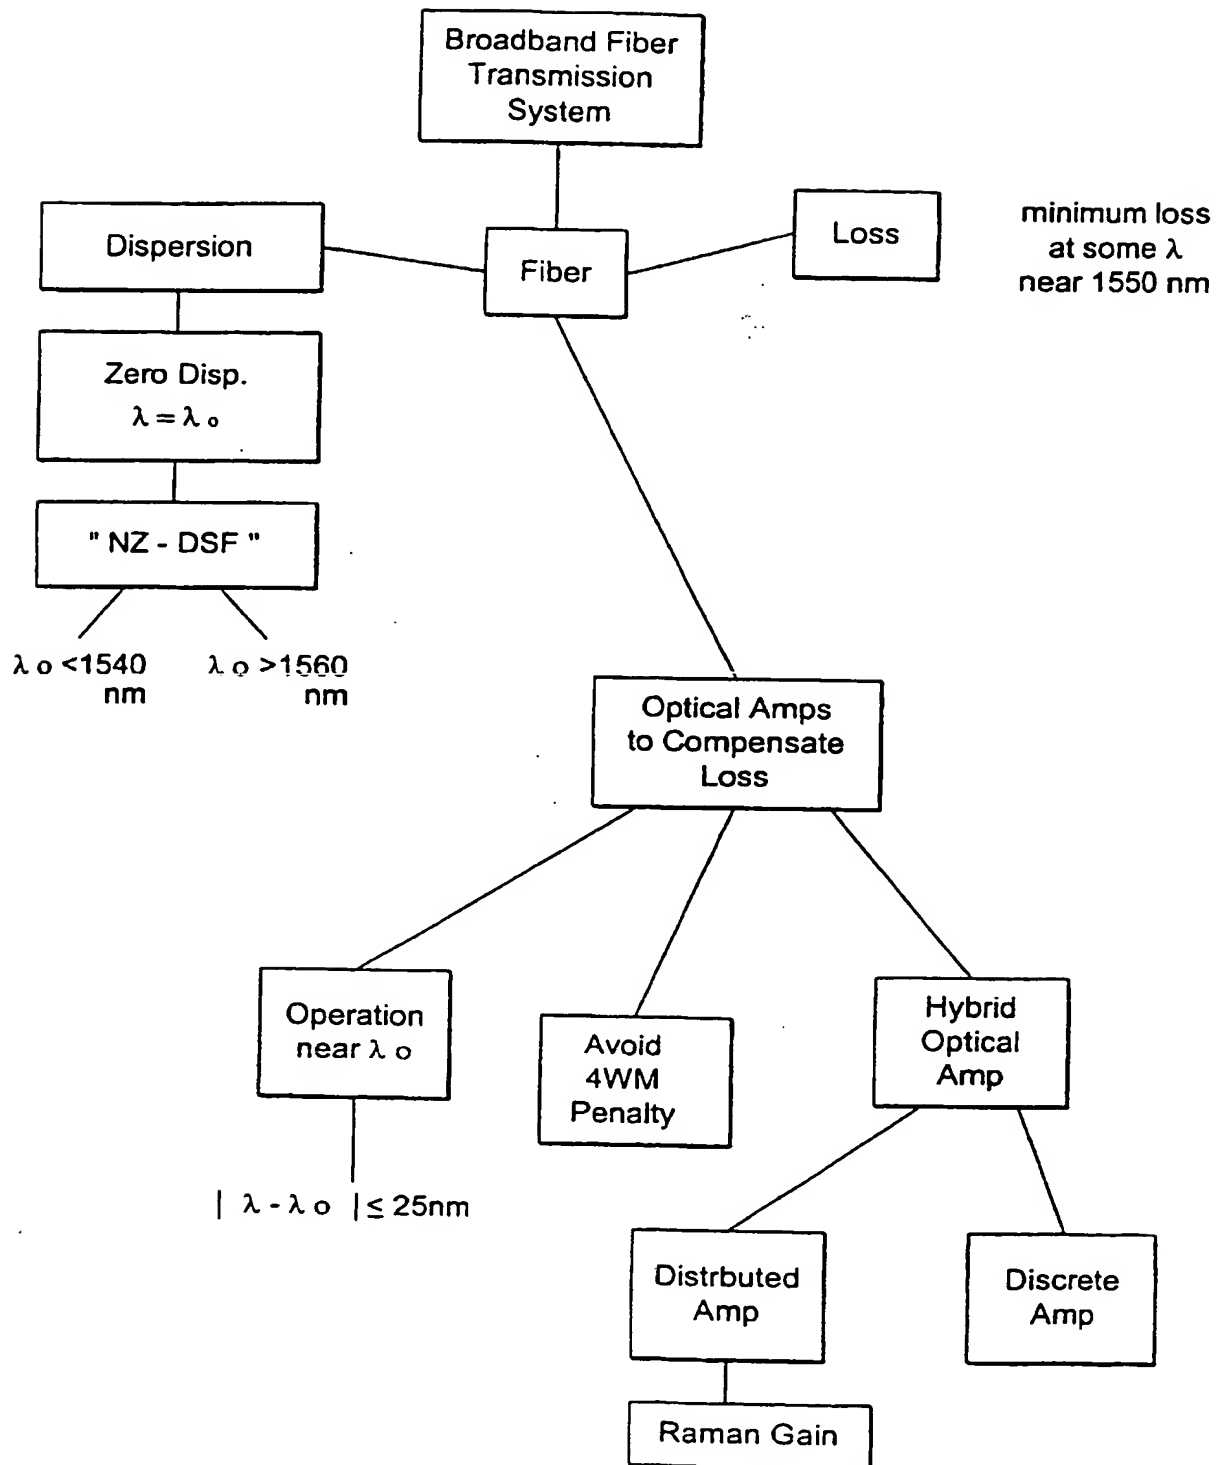 Broadband Fiber
Transmission
System
Dispersion
Fiber
Loss
minimum loss
at some λ
near 1550 nm
Zero Disp.
λ = λ o
" NZ - DSF "
λ o <1540
nm
λ o >1560
nm
Optical Amps
to Compensate
Loss
Operation
near λ o
Avoid
4WM
Penalty
Hybrid
Optical
Amp
| λ - λ o | ≤ 25nm
Distrbuted
Amp
Discrete
Amp
Raman Gain